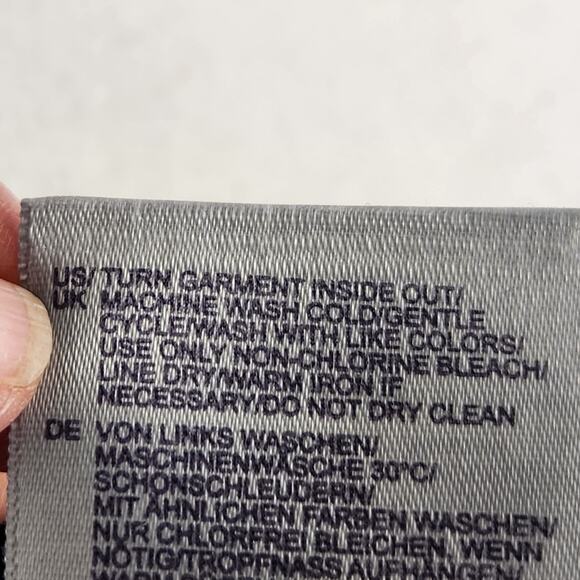 US/ TURN GARMENT INSIDE OUT/
UK MACHINE WASH COLD/GENTLE
CYCLE/WASH WITH LIKE COLORS/
USE ONLY NON-CHLORINE BLEACH/
LINE DRY/WARM IRON IF
NECESSARY/DO NOT DRY CLEAN
DE VON LINKS WASCHEN/
MASCHINENWÄSCHE 30°C/
SCHONSCHLEUDERN/
MIT ÄHNLICHEN FARBEN WASCHEN/
NUR CHLORFREI BLEICHEN, WENN
NÖTIG/TROPFNASS AUFHÄNGEN/